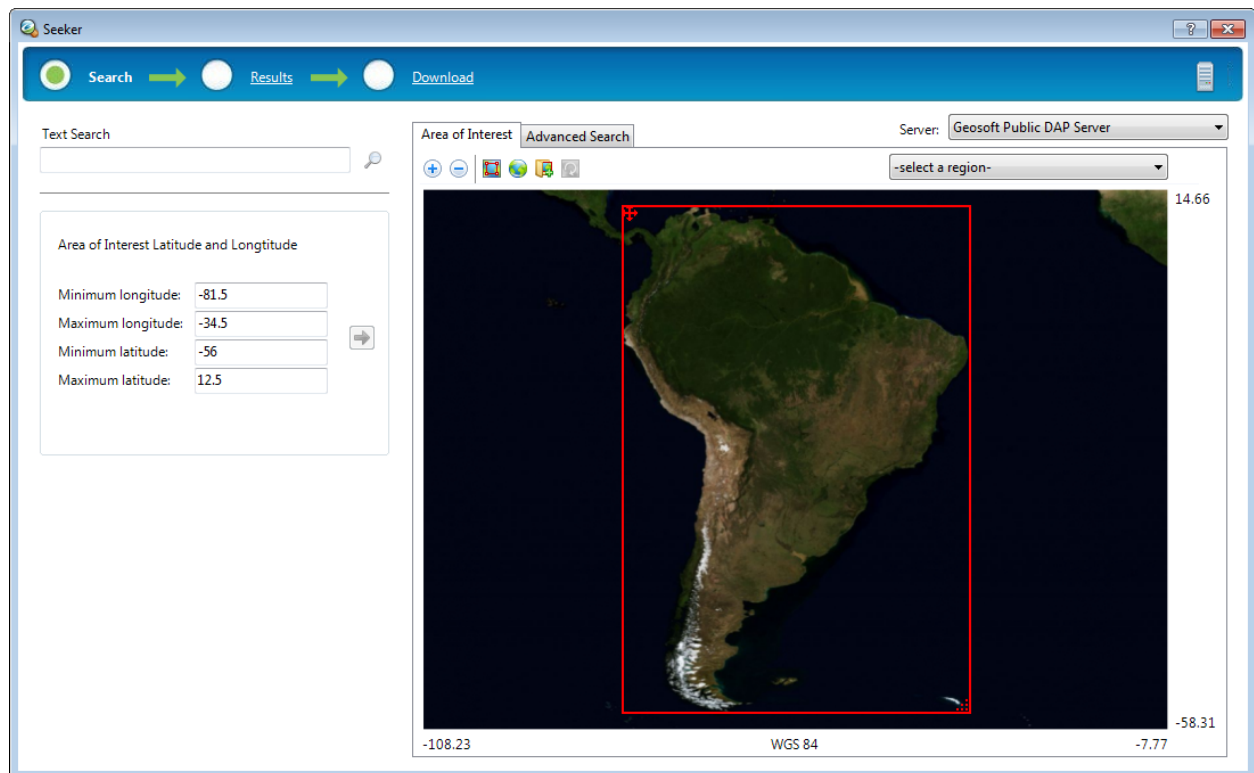 Seeker
Search Results Download
Text Search
Area of Interest Latitude and Longtitude
Minimum longitude: -81.5
Maximum longitude: -34.5
Minimum latitude: -56
Maximum latitude: 12.5
Area of Interest Advanced Search
Server: Geosoft Public DAP Server
-select a region-
14.66
-58.31
-108.23 WGS 84 -7.77